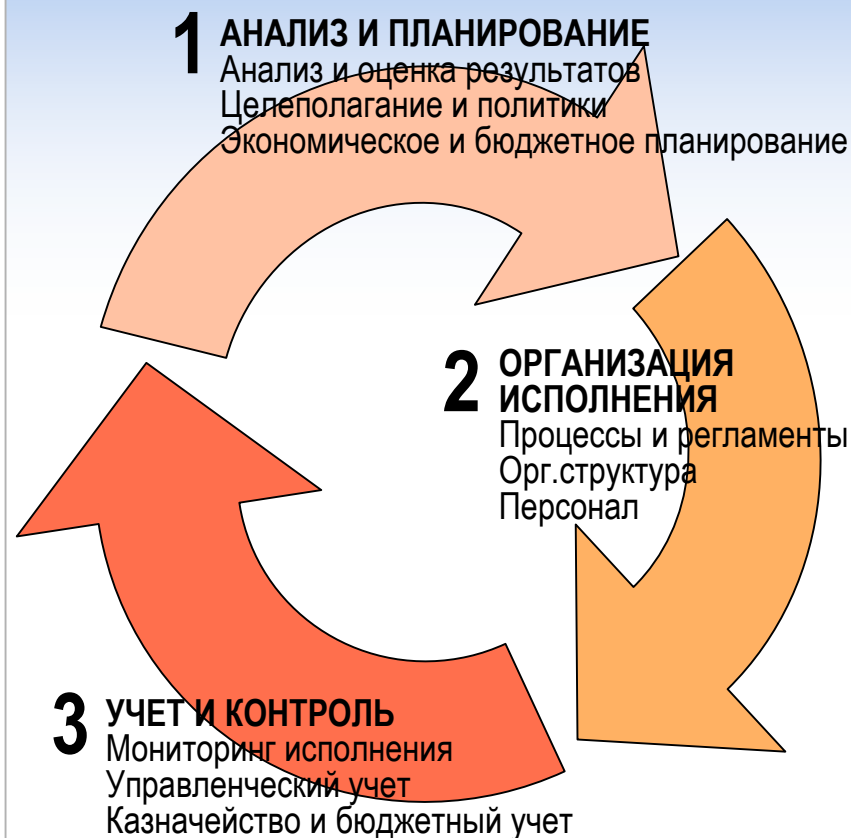 1 АНАЛИЗ И ПЛАНИРОВАНИЕ
Анализ и оценка результатов
Целеполагание и политики
Экономическое и бюджетное планирование
2 ОРГАНИЗАЦИЯ
ИСПОЛНЕНИЯ
Процессы и регламенты
Орг.структура
Персонал
3 УЧЕТ И КОНТРОЛЬ
Мониторинг исполнения
Управленческий учет
Казначейство и бюджетный учет